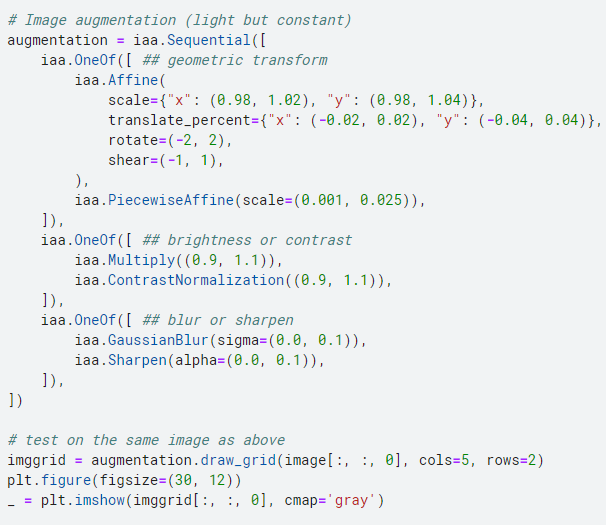 # Image augmentation (light but constant)
augmentation = iaa.Sequential([
    iaa.OneOf([ ## geometric transform
        iaa.Affine(
            scale={"x": (0.98, 1.02), "y": (0.98, 1.04)},
            translate_percent={"x": (-0.02, 0.02), "y": (-0.04, 0.04)},
            rotate=(-2, 2),
            shear=(-1, 1),
        ),
        iaa.PiecewiseAffine(scale=(0.001, 0.025)),
    ]),
    iaa.OneOf([ ## brightness or contrast
        iaa.Multiply((0.9, 1.1)),
        iaa.ContrastNormalization((0.9, 1.1)),
    ]),
    iaa.OneOf([ ## blur or sharpen
        iaa.GaussianBlur(sigma=(0.0, 0.1)),
        iaa.Sharpen(alpha=(0.0, 0.1)),
    ]),
])

# test on the same image as above
imggrid = augmentation.draw_grid(image[:, :, 0], cols=5, rows=2)
plt.figure(figsize=(30, 12))
_ = plt.imshow(imggrid[:, :, 0], cmap='gray')